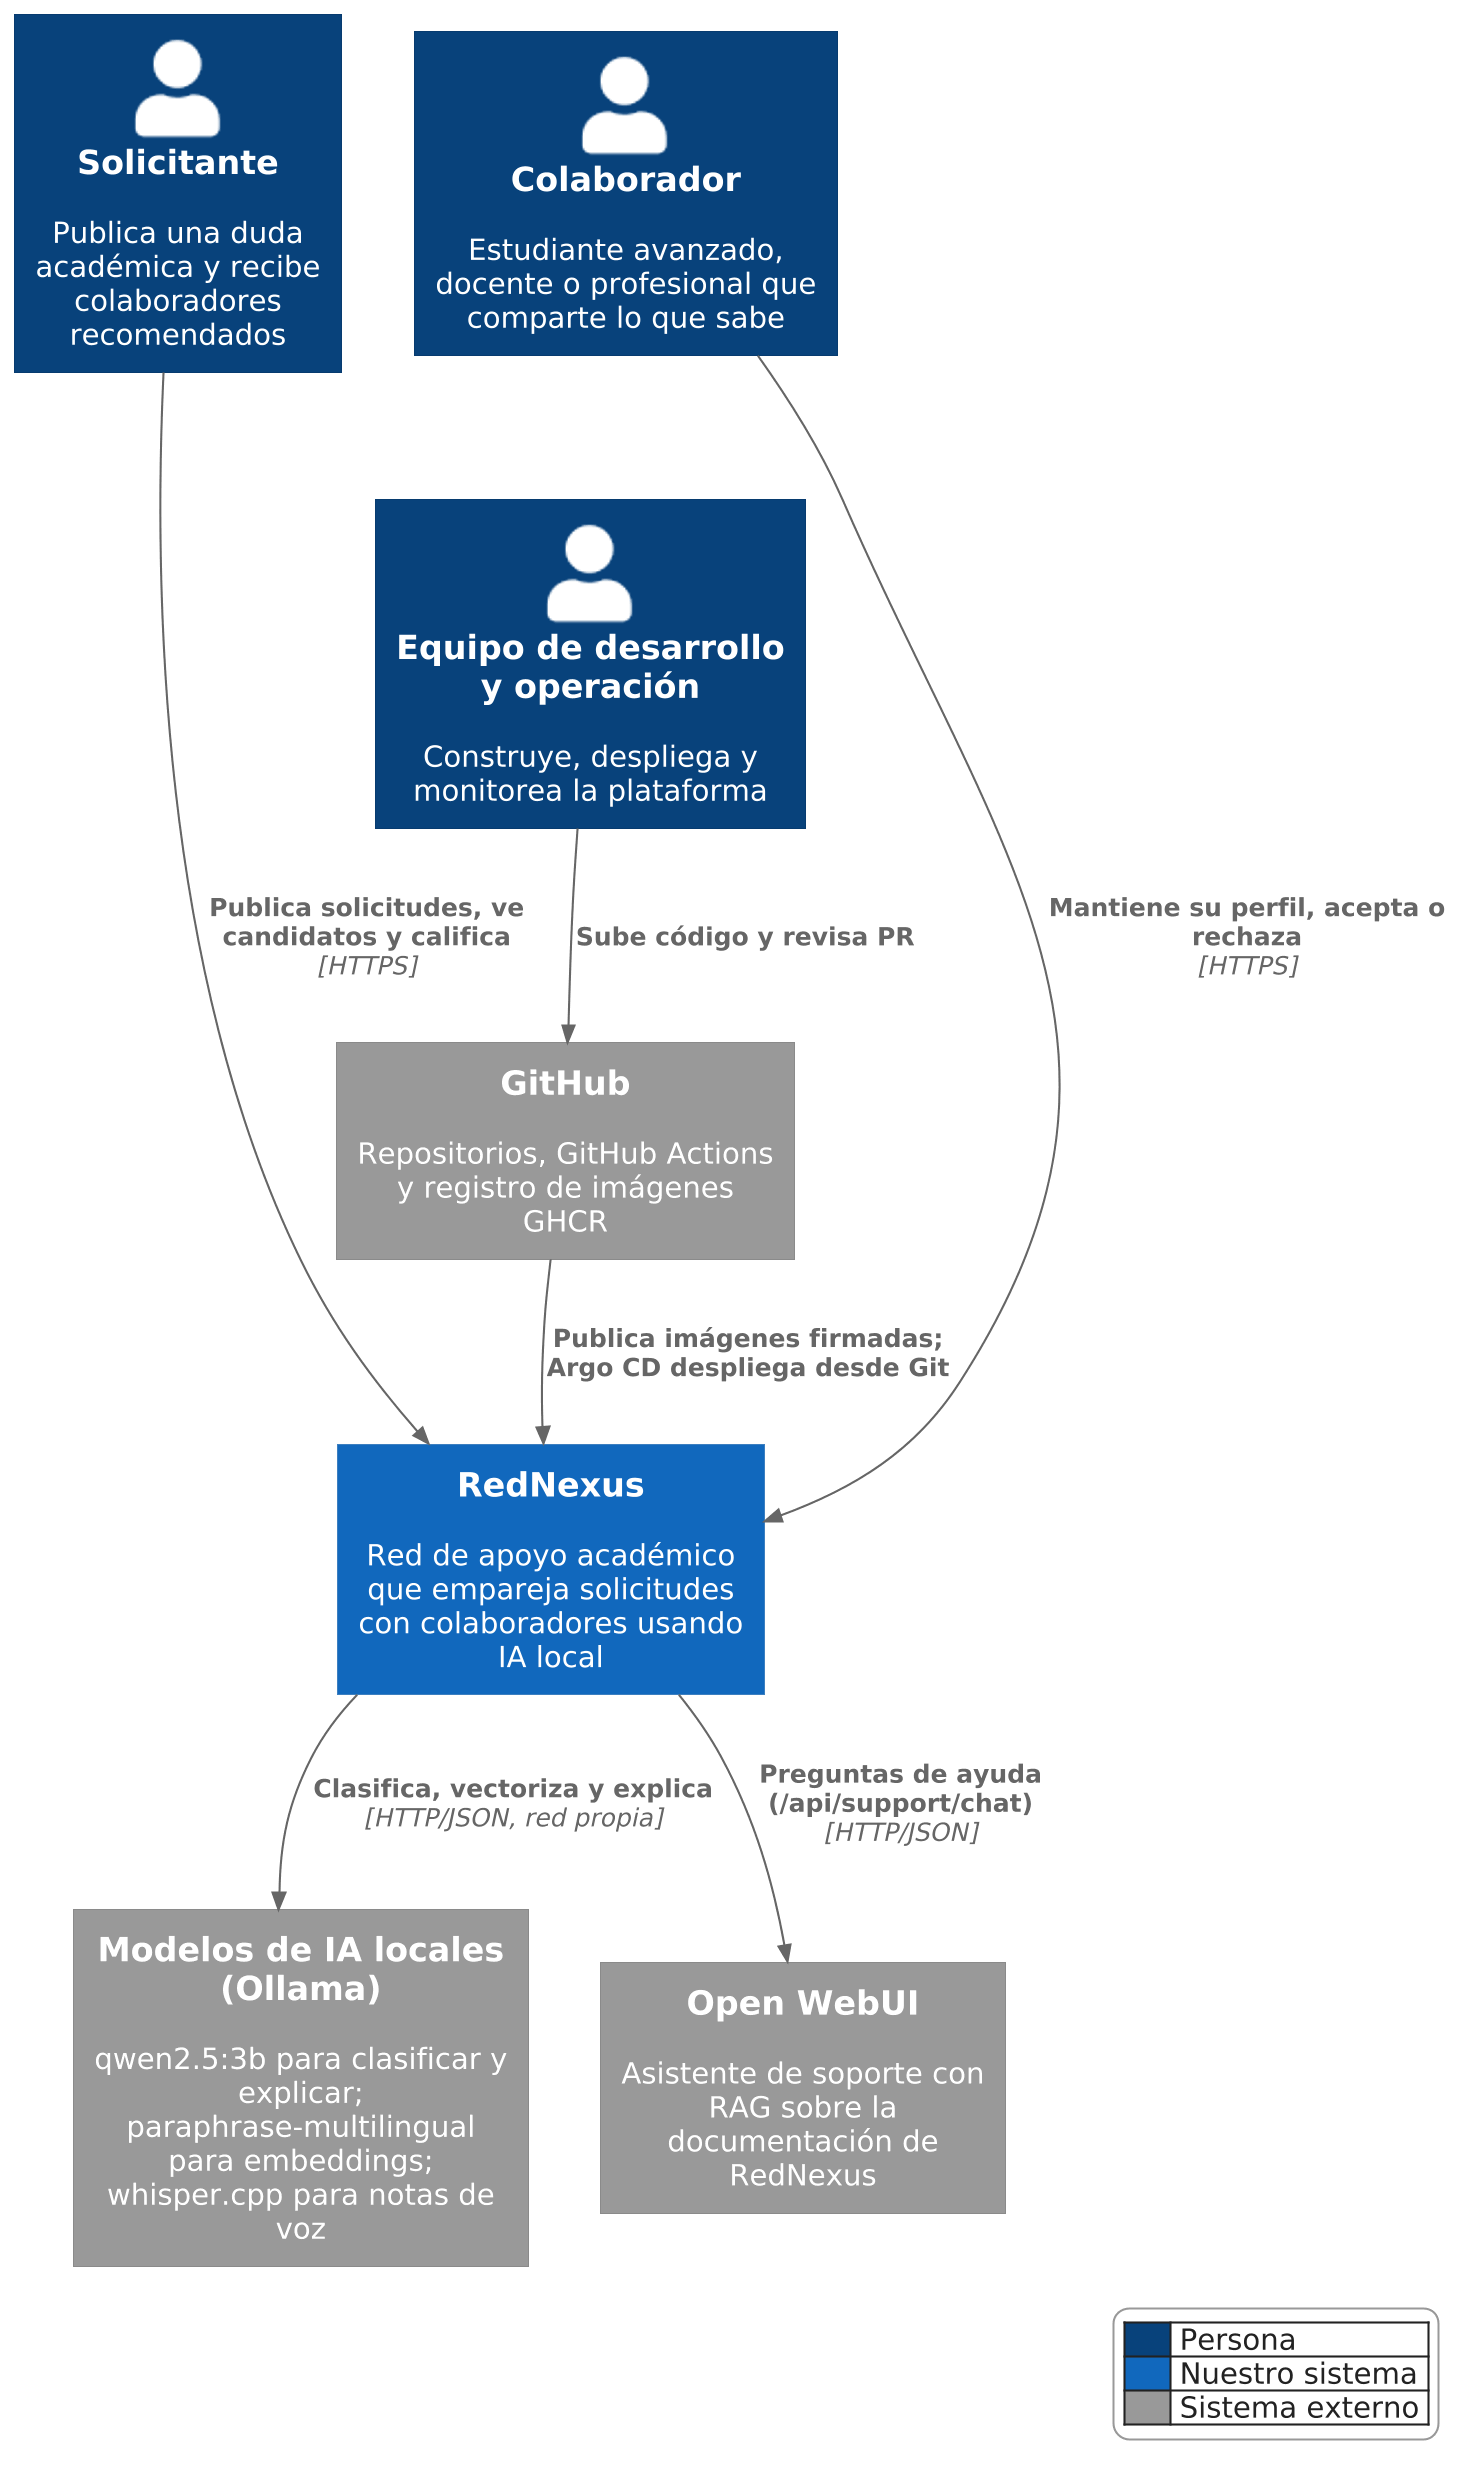 Solicitante
Publica una duda
académica y recibe
colaboradores
recomendados
Colaborador
Estudiante avanzado,
docente o profesional que
comparte lo que sabe
Equipo de desarrollo
y operación
Construye, despliega y
monitorea la plataforma
Publica solicitudes, ve
candidatos y califica
[HTTPS]
Sube código y revisa PR
Mantiene su perfil, acepta o
rechaza
[HTTPS]
GitHub
Repositorios, GitHub Actions
y registro de imágenes
GHCR
Publica imágenes firmadas;
Argo CD despliega desde Git
RedNexus
Red de apoyo académico
que empareja solicitudes
con colaboradores usando
IA local
Clasifica, vectoriza y explica
[HTTP/JSON, red propia]
Preguntas de ayuda
(/api/support/chat)
[HTTP/JSON]
Modelos de IA locales
(Ollama)
qwen2.5:3b para clasificar y
explicar;
paraphrase-multilingual
para embeddings;
whisper.cpp para notas de
voz
Open WebUI
Asistente de soporte con
RAG sobre la
documentación de
RedNexus
Persona
Nuestro sistema
Sistema externo